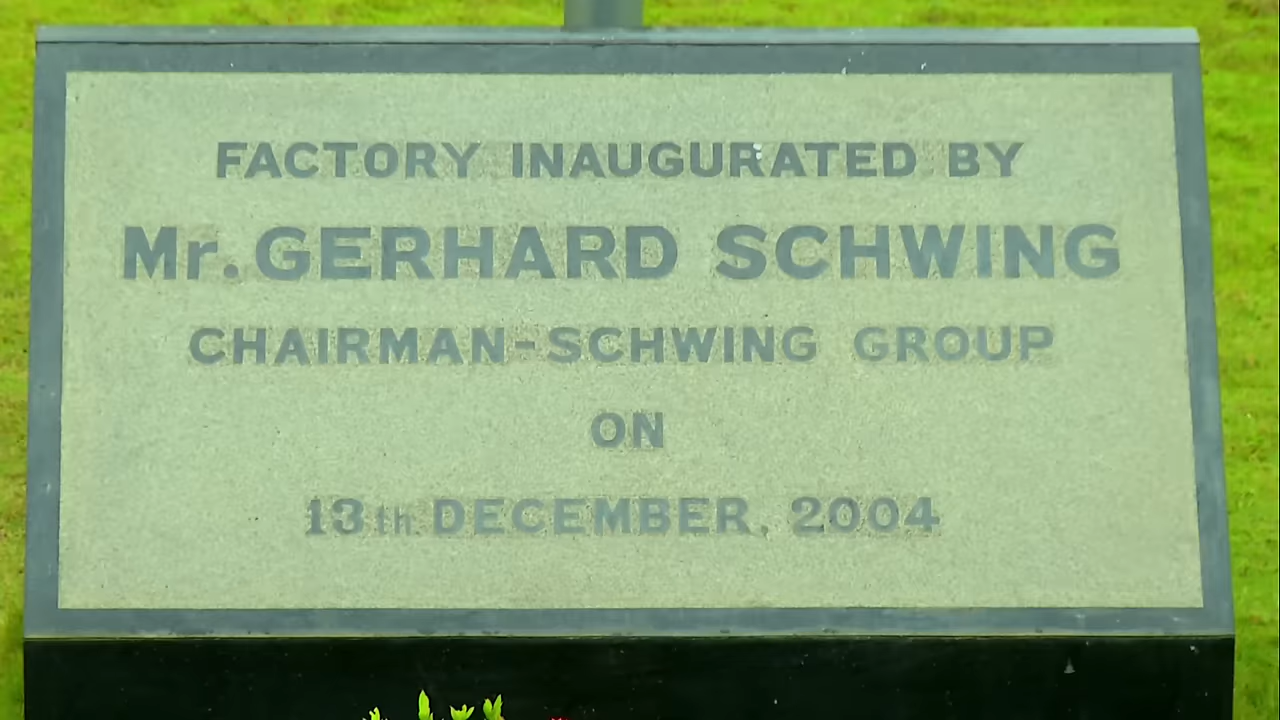 FACTORY INAUGURATED BY
Mr. GERHARD SCHWING
CHAIRMAN-SCHWING GROUP
ON
13th DECEMBER, 2004